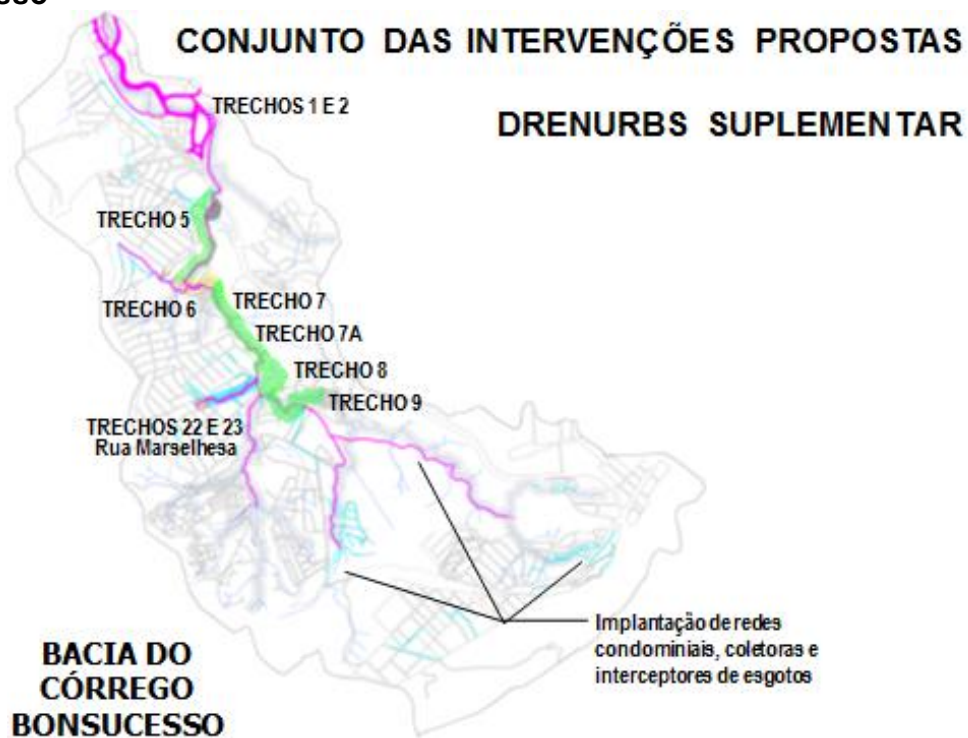 CONJUNTO DAS INTERVENÇÕES PROPOSTAS
DRENURBS SUPLEMENTAR
TRECHOS 1 E 2
TRECHO 5
TRECHO 6
TRECHO 7
TRECHO 7A
TRECHO 8
TRECHO 9
TRECHOS 22 E 23
Rua Marselhesa
Implantação de redes
condominiais, coletoras e
interceptores de esgotos
BACIA DO
CÓRREGO
BONSUCESSO